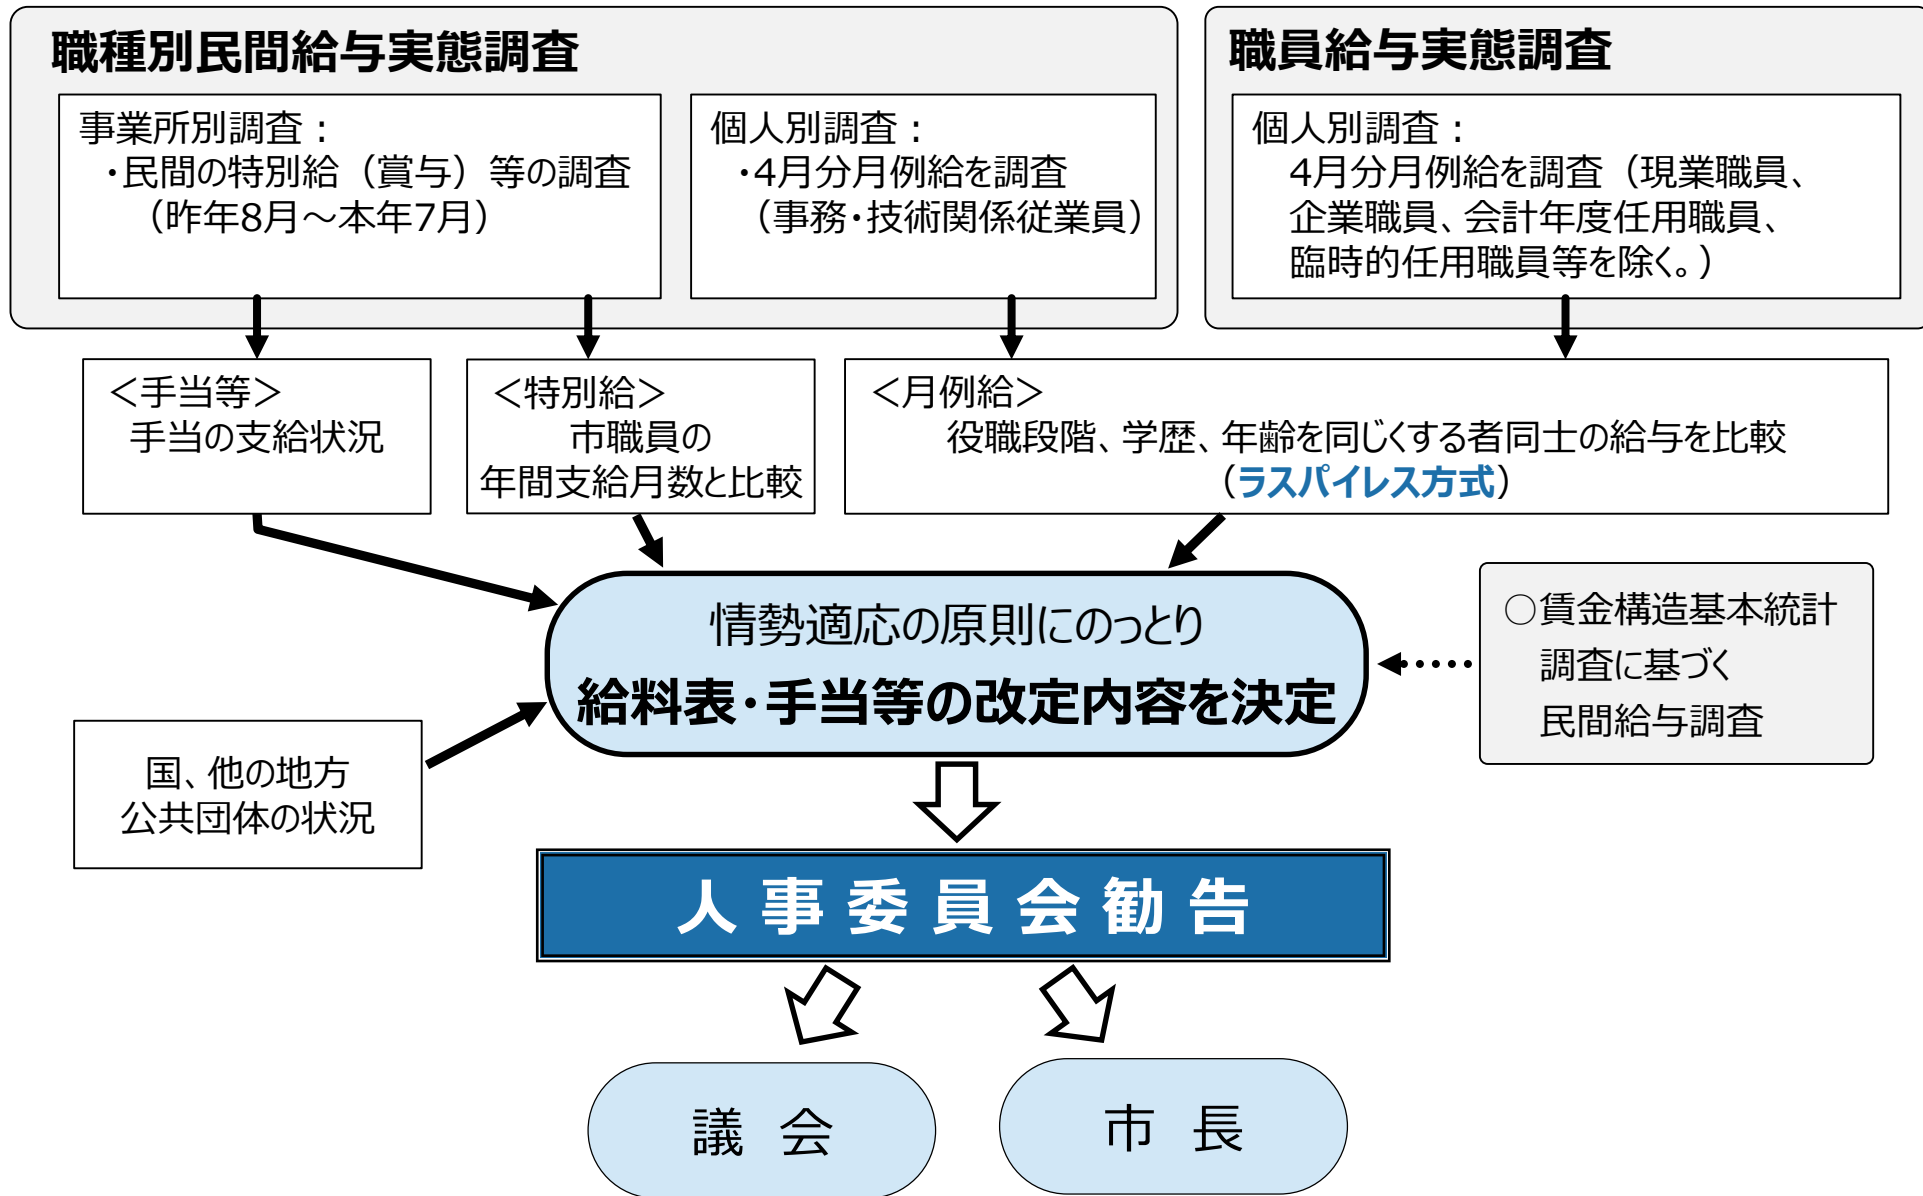 職種別民間給与実態調査
事業所別調査：
・民間の特別給（賞与）等の調査
（昨年8月～本年7月）
個人別調査：
・4月分月例給を調査
（事務・技術関係従業員）
職員給与実態調査
個人別調査：
4月分月例給を調査（現業職員、
企業職員、会計年度任用職員、
臨時的任用職員等を除く。）
＜手当等＞
手当の支給状況
＜特別給＞
市職員の
年間支給月数と比較
＜月例給＞
役職段階、学歴、年齢を同じくする者同士の給与を比較
（ラスパイレス方式）
情勢適応の原則にのっとり
給料表・手当等の改定内容を決定
○賃金構造基本統計
調査に基づく
民間給与調査
国、他の地方
公共団体の状況
人事委員会勧告
議会
市長